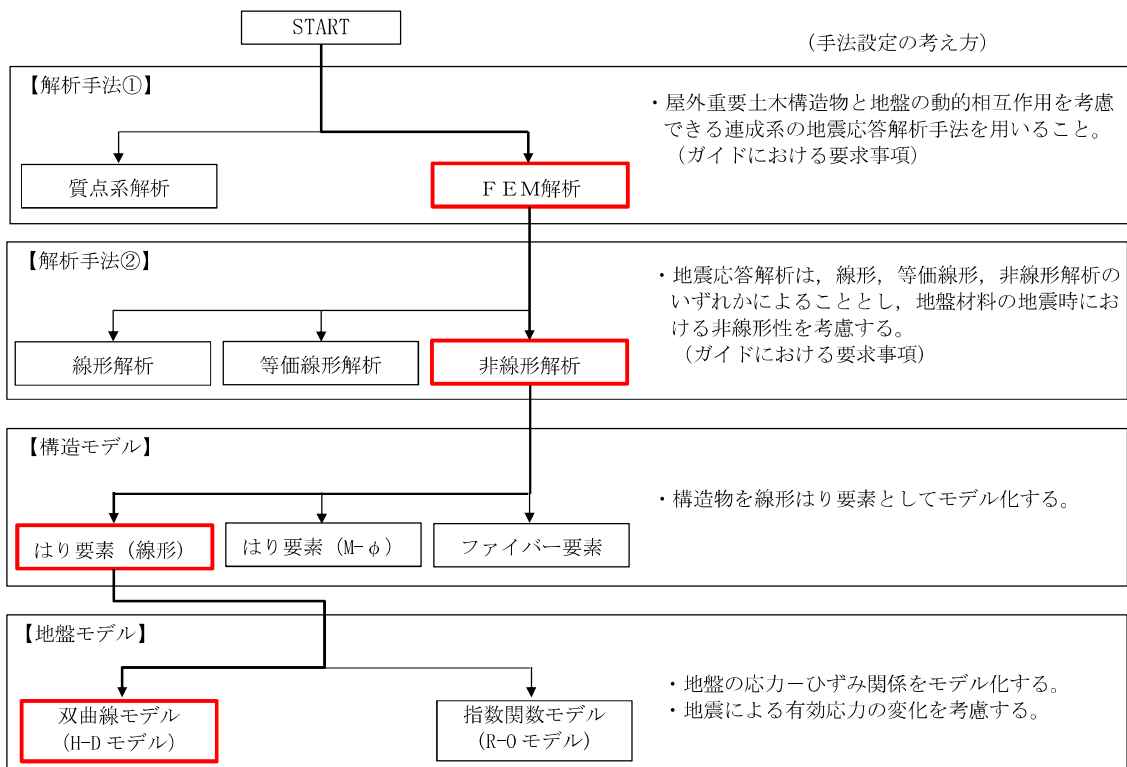 START
(手法設定の考え方)
【解析手法①】
・屋外重要土木構造物と地盤の動的相互作用を考慮
できる連成系の地震応答解析手法を用いること。
(ガイドにおける要求事項)
質点系解析
ＦＥＭ解析
【解析手法②】
・地震応答解析は，線形，等価線形，非線形解析の
いずれかによることとし，地盤材料の地震時にお
ける非線形性を考慮する。
(ガイドにおける要求事項)
線形解析
等価線形解析
非線形解析
【構造モデル】
・構造物を線形はり要素としてモデル化する。
はり要素（線形）
はり要素（M-φ）
ファイバー要素
【地盤モデル】
・地盤の応力－ひずみ関係をモデル化する。
・地震による有効応力の変化を考慮する。
双曲線モデル
(H-D モデル)
指数関数モデル
(R-O モデル)